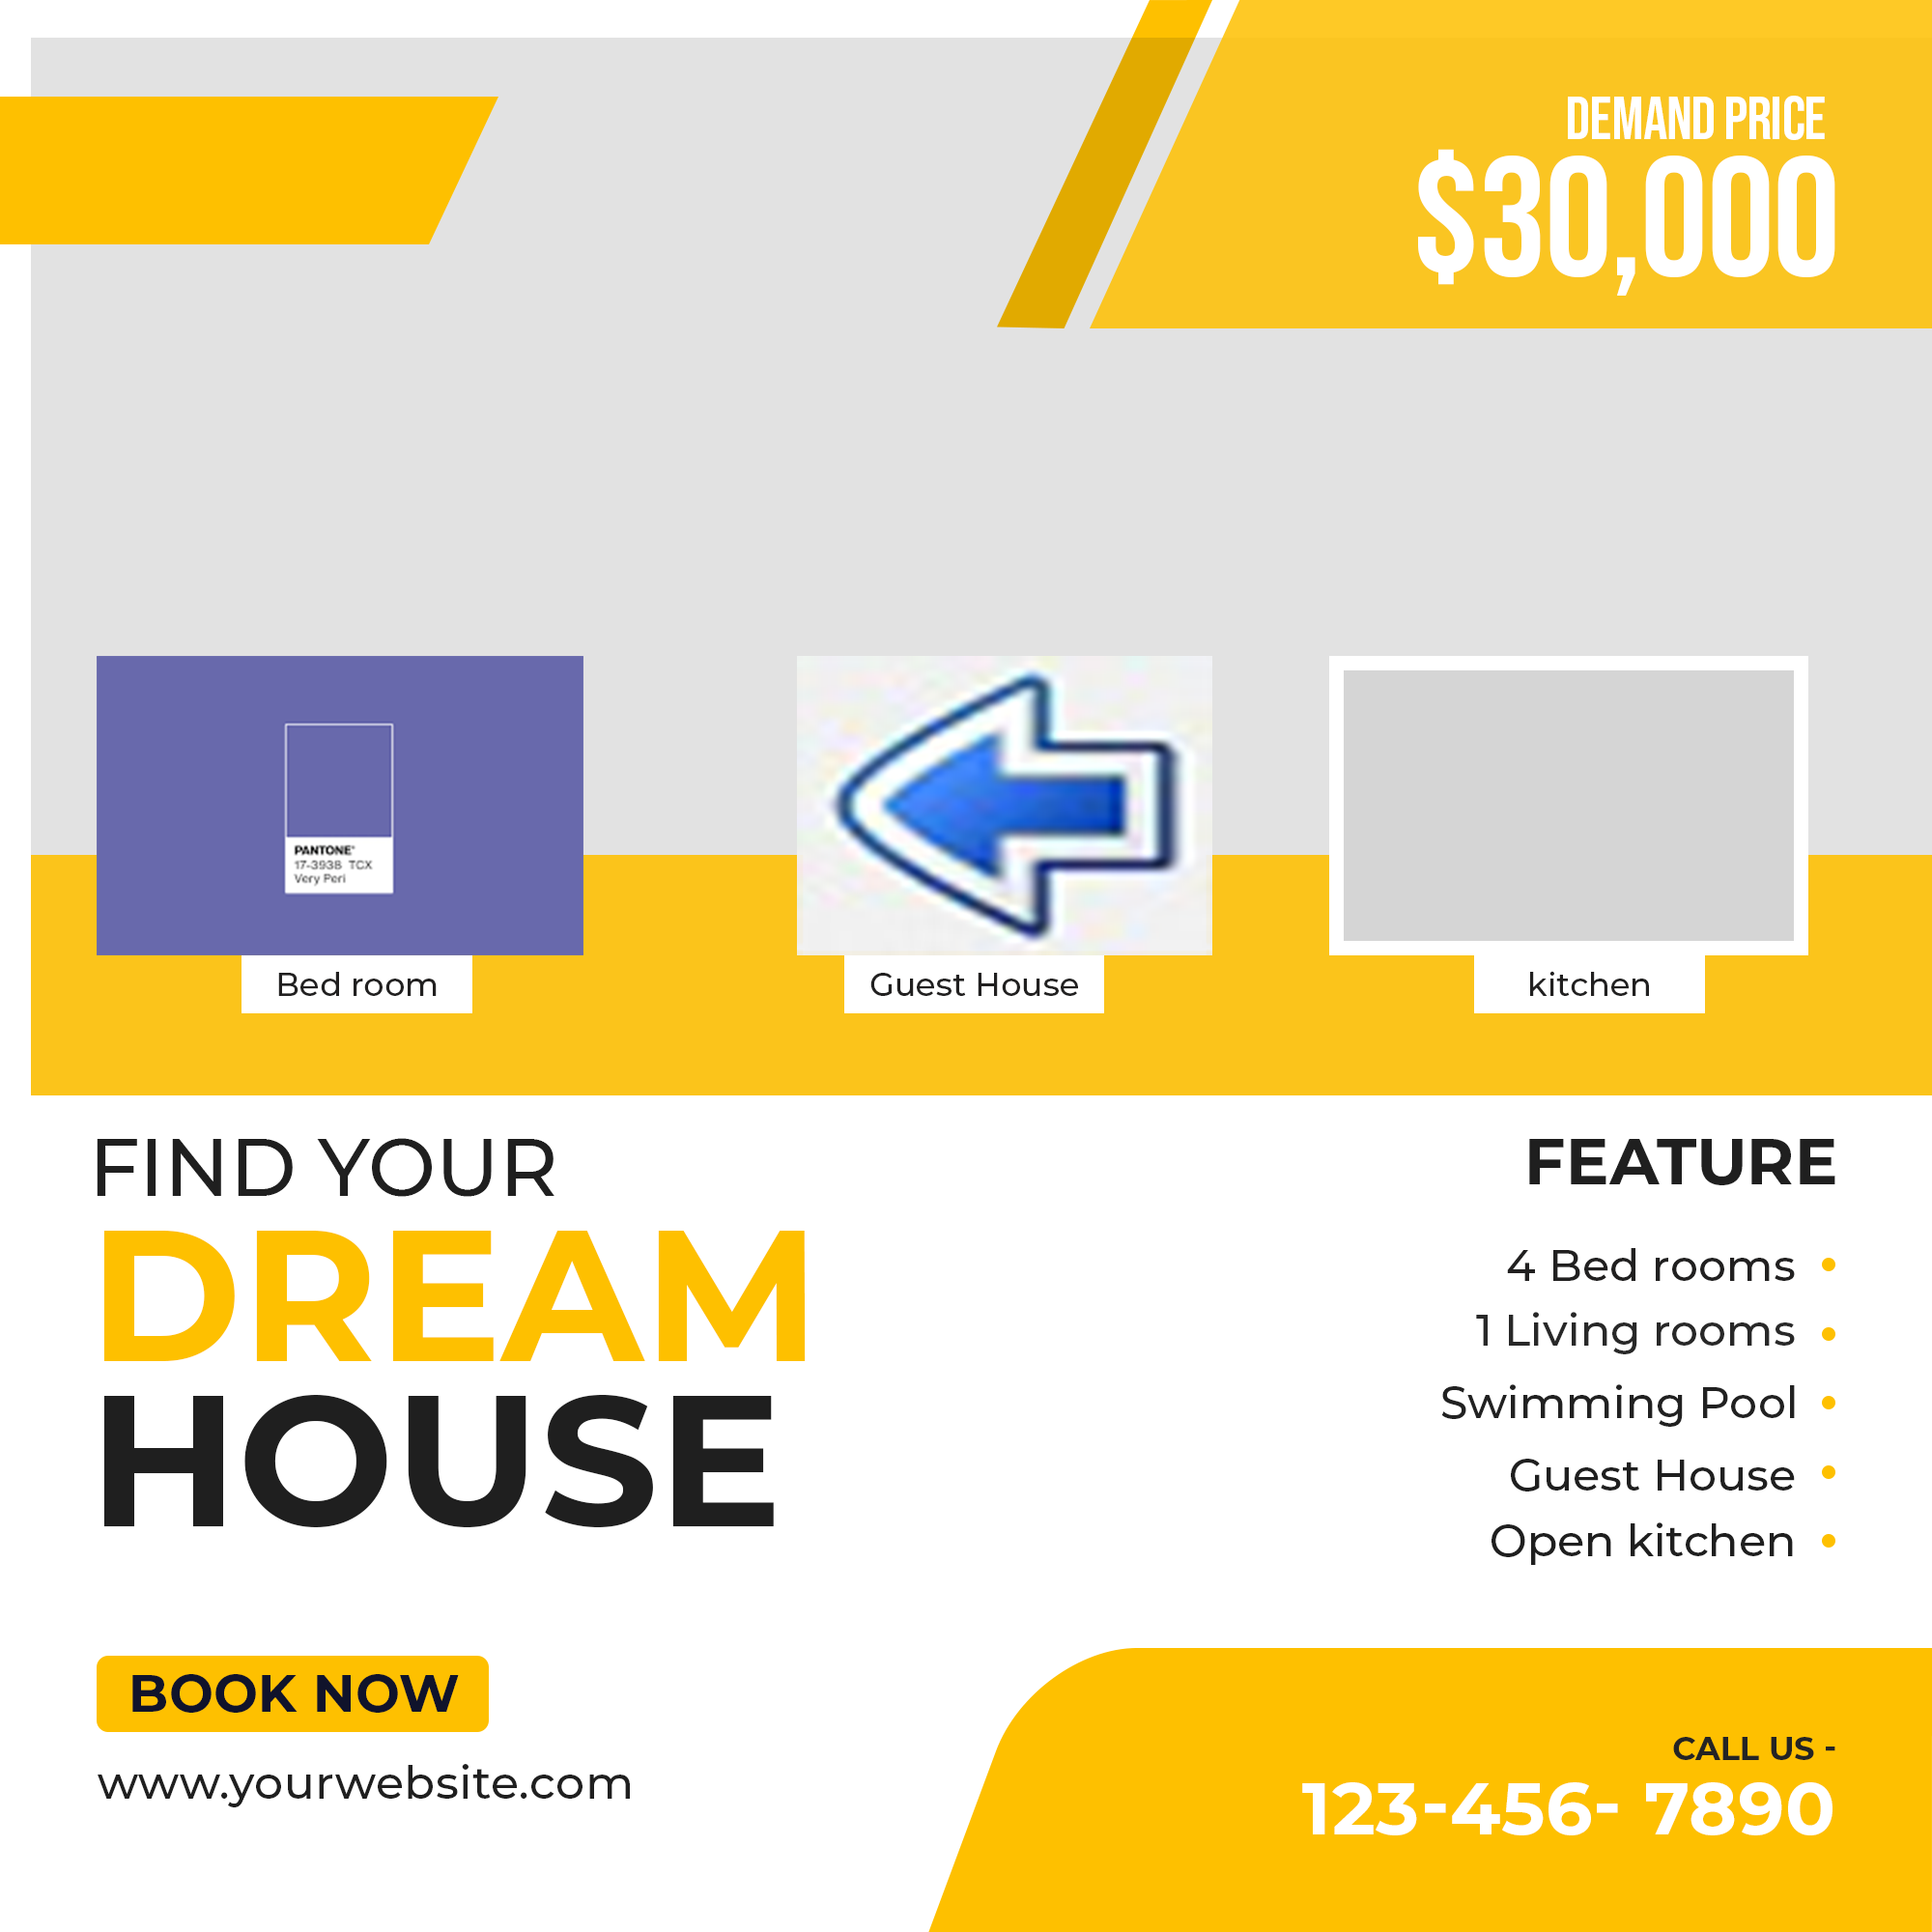 DEMAND PRICE
$30,000
PANTONE®
17-3938 TCX
Very Peri
Bed room
Guest House
kitchen
FIND YOUR
DREAM
HOUSE
FEATURE
4 Bed rooms
1 Living rooms
Swimming Pool
Guest House
Open kitchen
BOOK NOW
www.yourwebsite.com
CALL US -
123-456- 7890